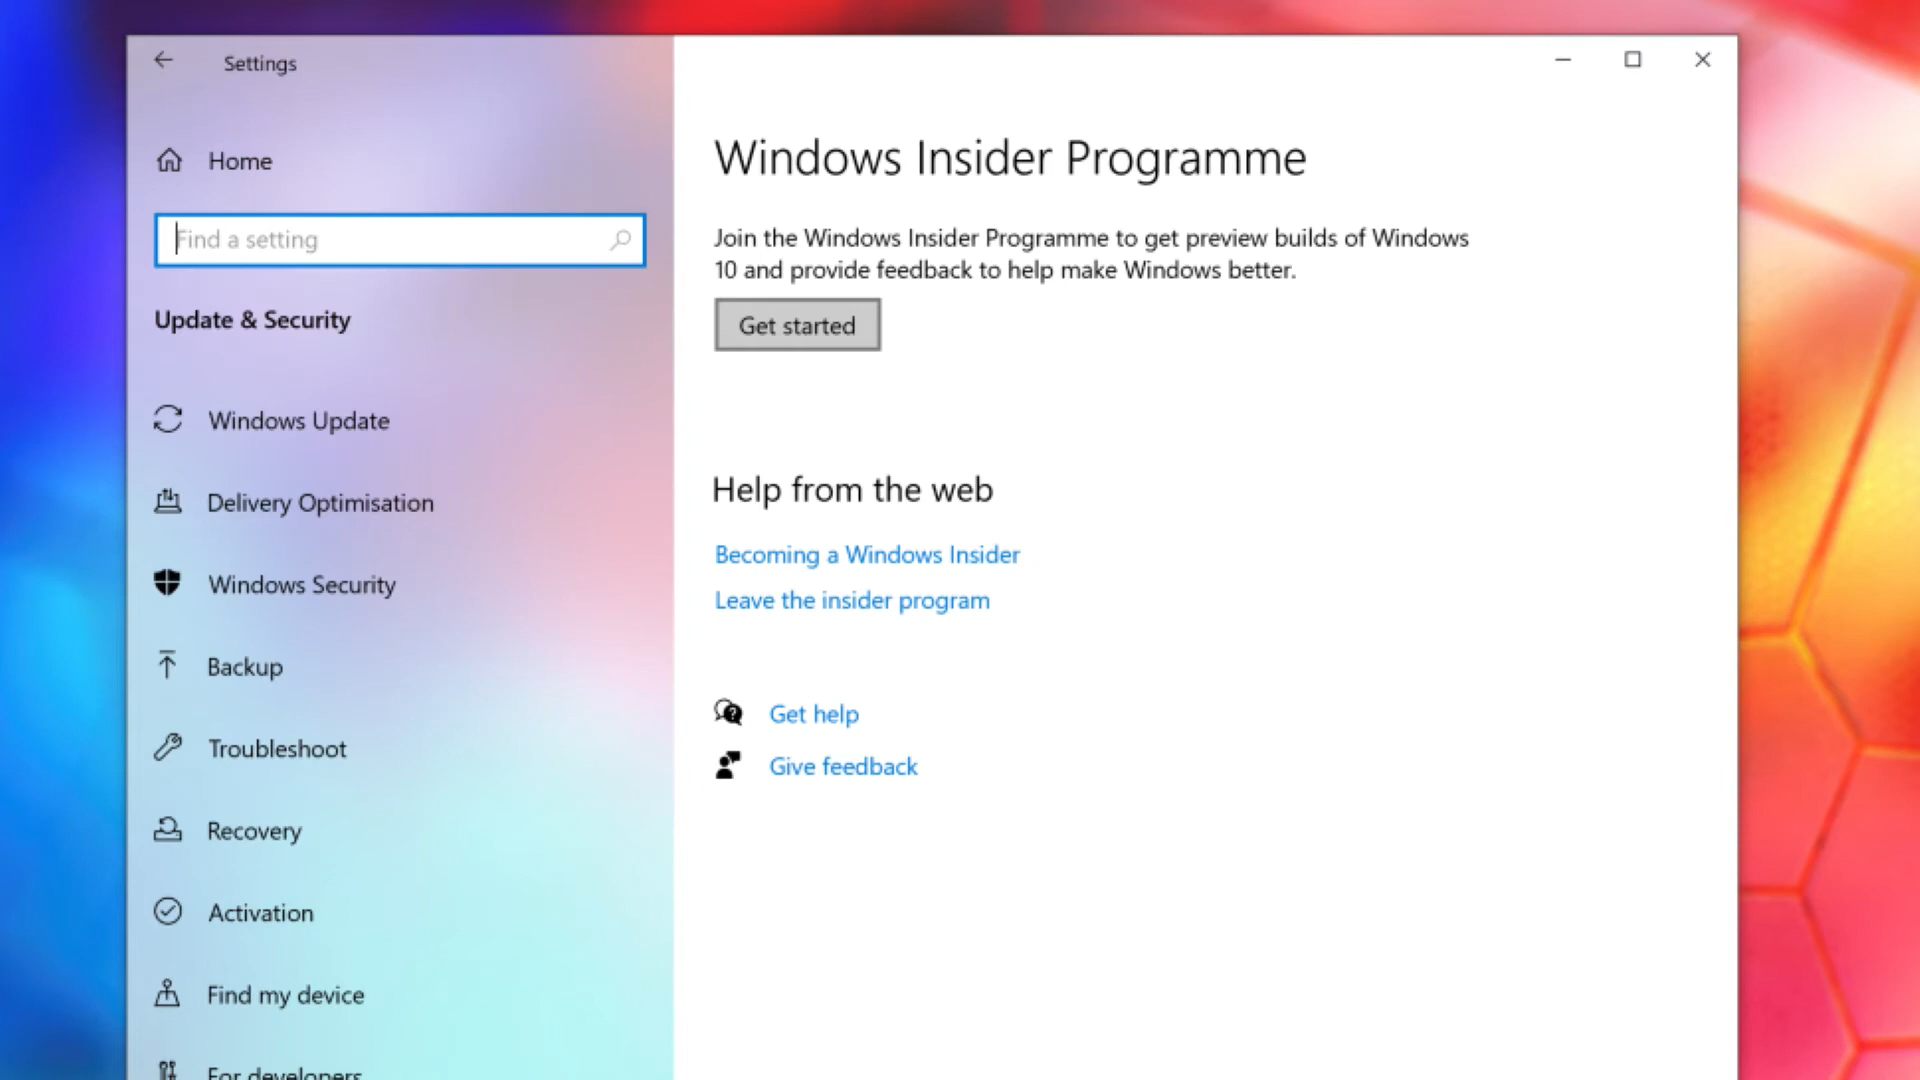 Settings
Home
Find a setting
Update & Security
Windows Update
Delivery Optimisation
Windows Security
Backup
Troubleshoot
Recovery
Activation
Find my device
For developers
Windows Insider Programme
Join the Windows Insider Programme to get preview builds of Windows
10 and provide feedback to help make Windows better.
Get started
Help from the web
Becoming a Windows Insider
Leave the insider program
Get help
Give feedback